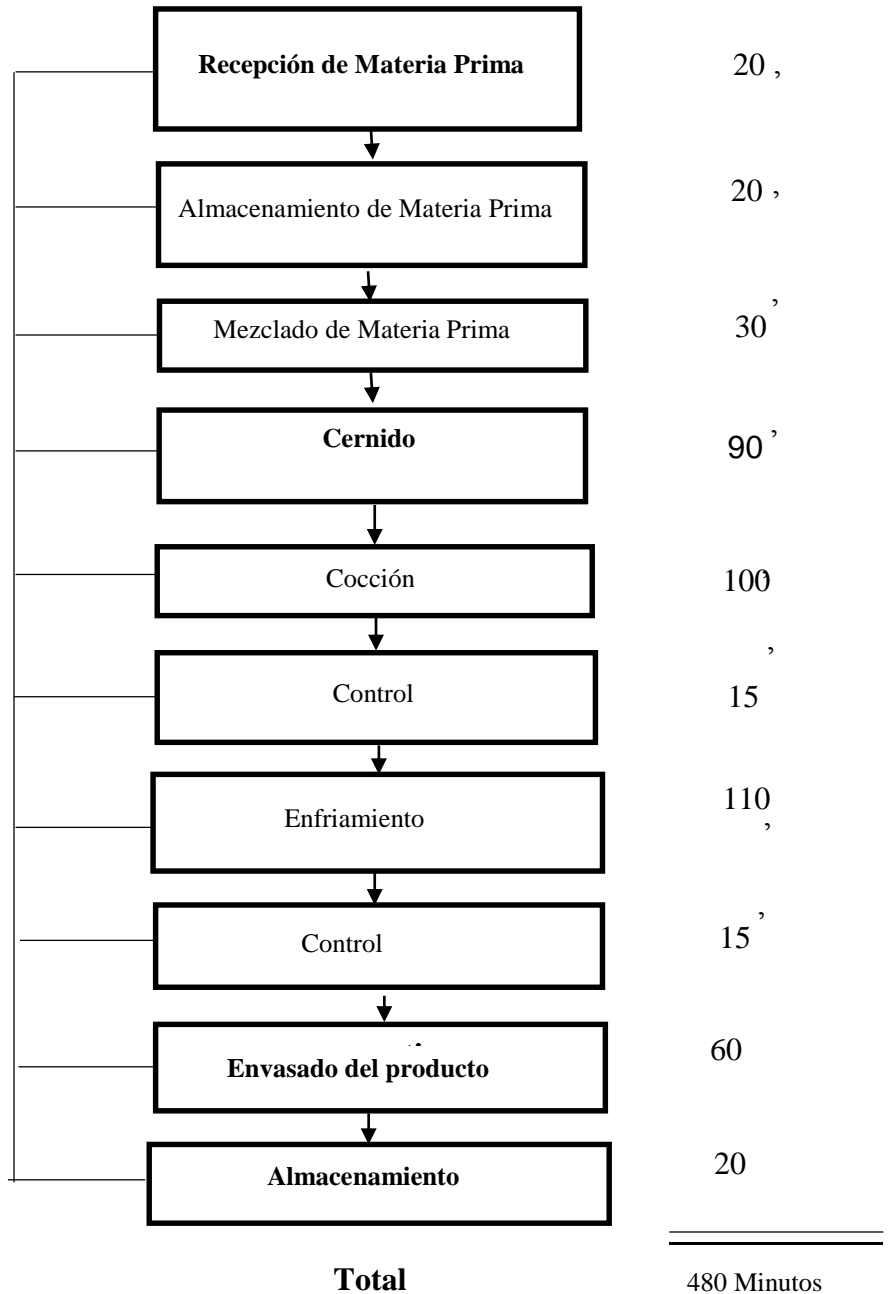 Recepción de Materia Prima 20 ,
Almacenamiento de Materia Prima 20 ,
Mezclado de Materia Prima 30 ’
Cernido 90 ’
Cocción 100’
Control 15 ’
Enfriamiento 110 ’
Control 15 ’
Envasado del producto 60
Almacenamiento 20
Total 480 Minutos